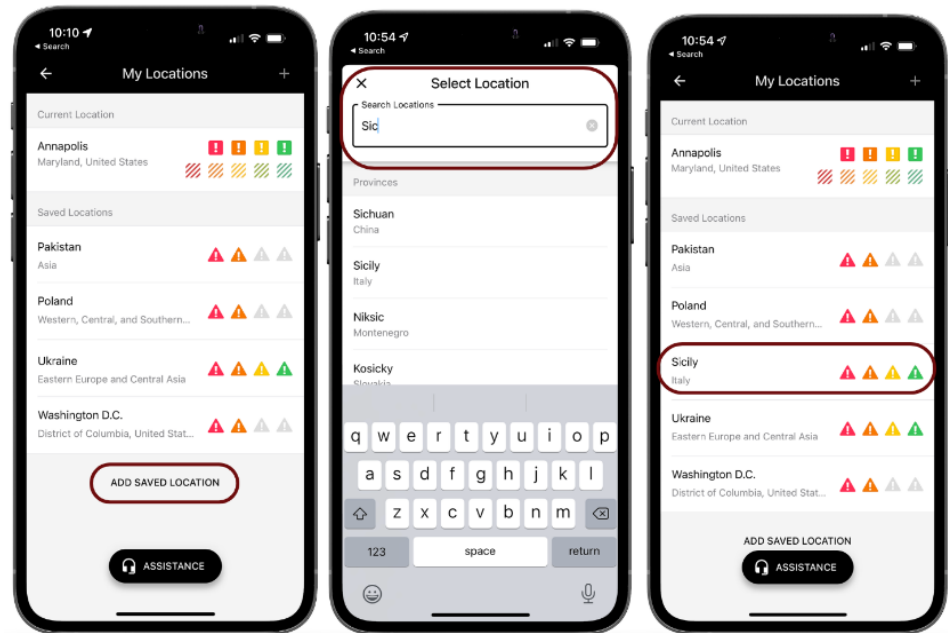 10:10
Search
My Locations
Current Location
Annapolis
Maryland, United States
Saved Locations
Pakistan
Asia
Poland
Western, Central, and Southern...
Ukraine
Eastern Europe and Central Asia
Washington D.C.
District of Columbia, United Stat...
ADD SAVED LOCATION
ASSISTANCE
10:54
Search
Select Location
Search Locations
Sic
Provinces
Sichuan
China
Sicily
Italy
Niksic
Montenegro
Kosicky
Slovakia
q w e r t y u i o p
a s d f g h j k l
z x c v b n m
123 space return
10:54
Search
My Locations
Current Location
Annapolis
Maryland, United States
Saved Locations
Pakistan
Asia
Poland
Western, Central, and Southern...
Sicily
Italy
Ukraine
Eastern Europe and Central Asia
Washington D.C.
District of Columbia, United Stat...
ADD SAVED LOCATION
ASSISTANCE